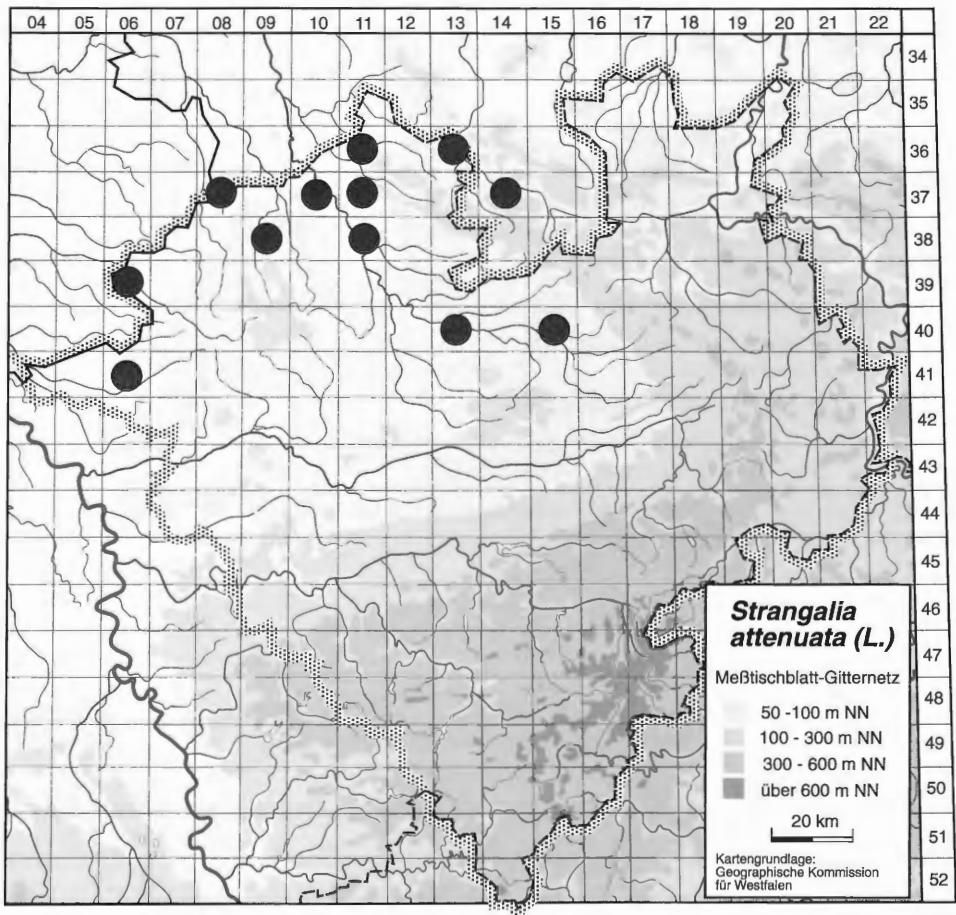 04 05 06 07 08 09 10 11 12 13 14 15 16 17 18 19 20 06 22
34
35
36
37
38
39
40
41
42
43
44
45
46
47
48
49
50
51
52
Strangalia
attenuata (L.)
Meßtischblatt-Gitternetz
50 -100 m NN
100 - 300 m NN
300 - 600 m NN
über 600 m NN
20 km
Kartengrundlage:
Geographische Kommission
für Westfalen